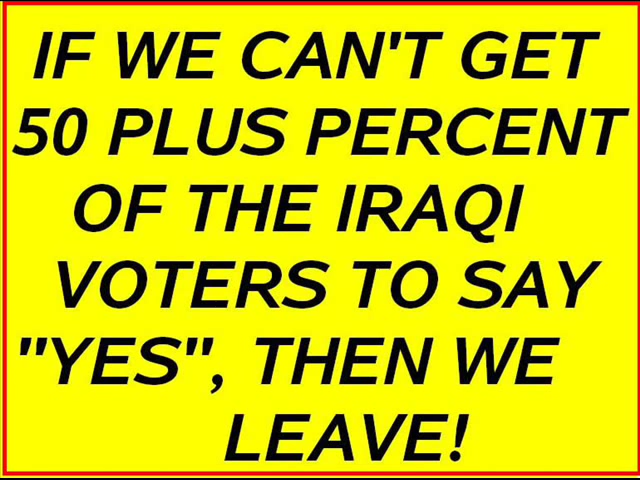 IF WE CAN'T GET
50 PLUS PERCENT
OF THE IRAQI
VOTERS TO SAY
"YES", THEN WE
LEAVE!